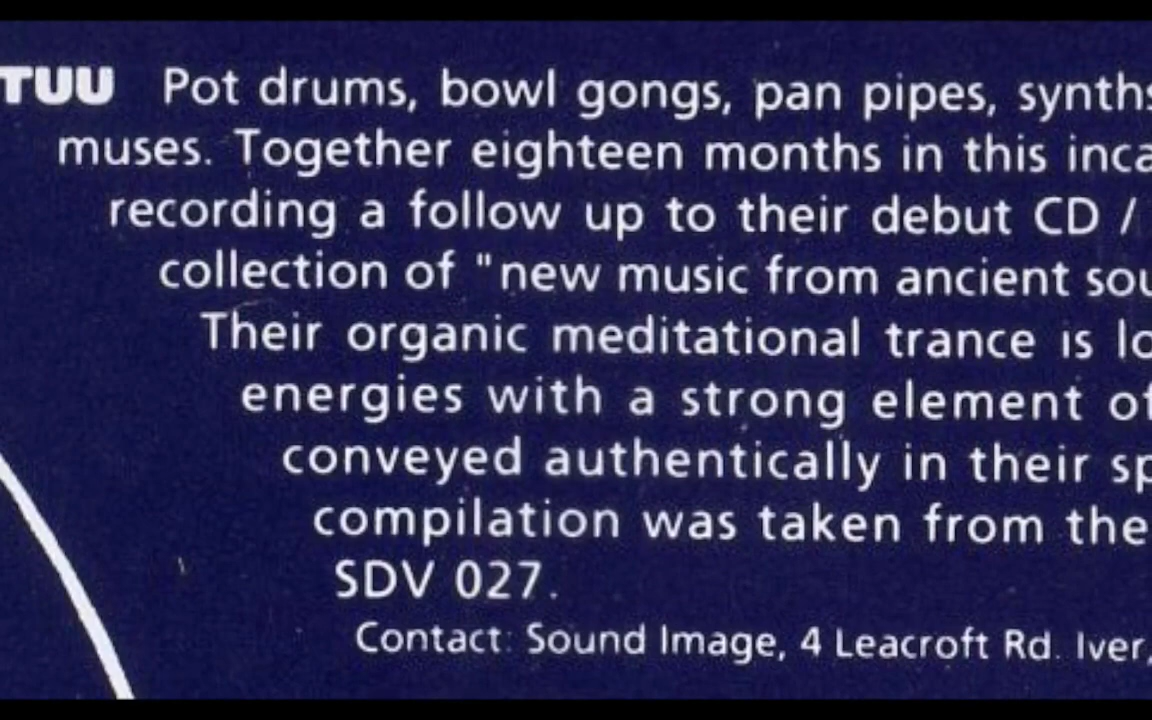 TUU Pot drums, bowl gongs, pan pipes, synths
muses. Together eighteen months in this inca
recording a follow up to their debut CD /
collection of "new music from ancient sou
Their organic meditational trance is lo
energies with a strong element of
conveyed authentically in their sp
compilation was taken from the
SDV 027.
Contact: Sound Image, 4 Leacroft Rd. Iver,